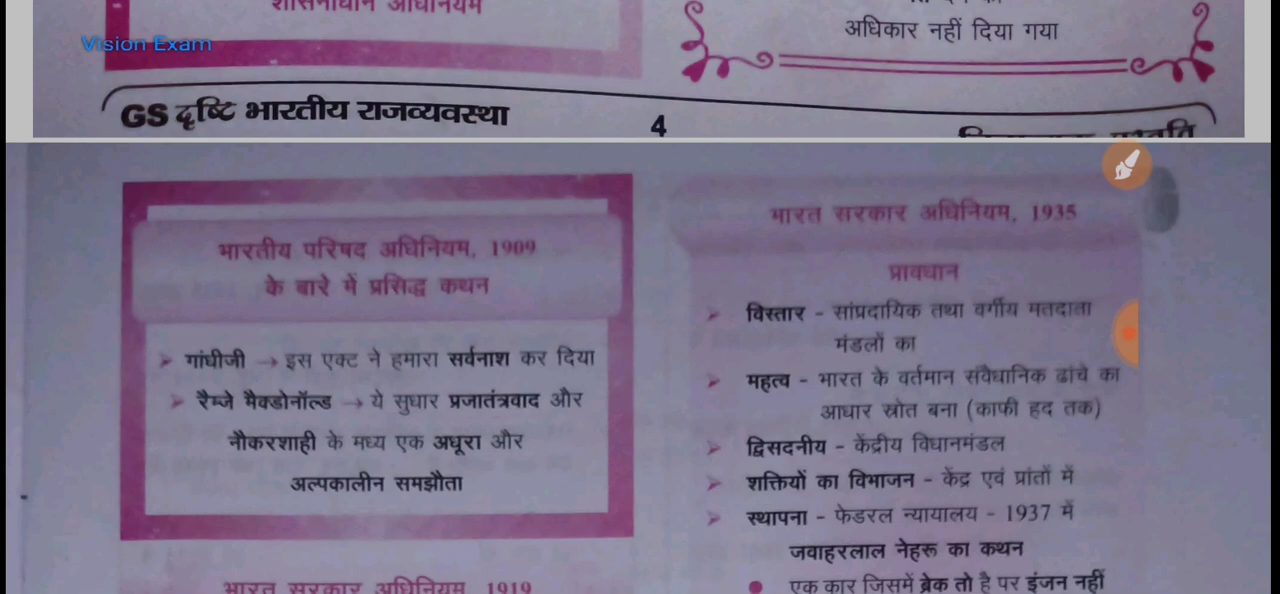 शासनाधीन अधिनियम
Vision Exam
अधिकार नहीं दिया गया
GS दृष्टि भारतीय राजव्यवस्था
4
भारतीय परिषद अधिनियम, 1909
के बारे में प्रसिद्ध कथन
➢ गांधीजी → इस एक्ट ने हमारा सर्वनाश कर दिया
➢ रैम्जे मैक्डोनॉल्ड → ये सुधार प्रजातंत्रवाद और
नौकरशाही के मध्य एक अधूरा और
अल्पकालीन समझौता
भारत सरकार अधिनियम, 1919
भारत सरकार अधिनियम, 1935
प्रावधान
➢ विस्तार - सांप्रदायिक तथा वर्गीय मतदाता
मंडलों का
➢ महत्व - भारत के वर्तमान संवैधानिक ढांचे का
आधार स्रोत बना (काफी हद तक)
➢ द्विसदनीय - केंद्रीय विधानमंडल
➢ शक्तियों का विभाजन - केंद्र एवं प्रांतों में
➢ स्थापना - फेडरल न्यायालय - 1937 में
जवाहरलाल नेहरू का कथन
● एक कार जिसमें ब्रेक तो है पर इंजन नहीं